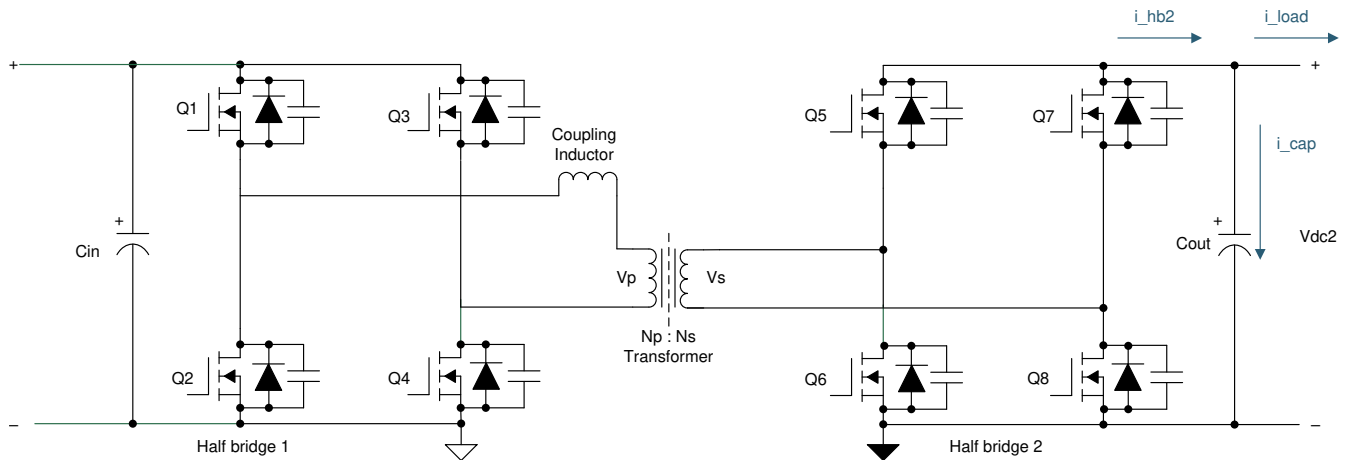 i_hb2
i_load
+
+
Q1
Q3
Q5
Q7
Coupling
Inductor
i_cap
+
+
Cin
Cout
Vdc2
Vp
Vs
Np : Ns
Transformer
Q2
Q4
Q6
Q8
–
–
Half bridge 1
Half bridge 2